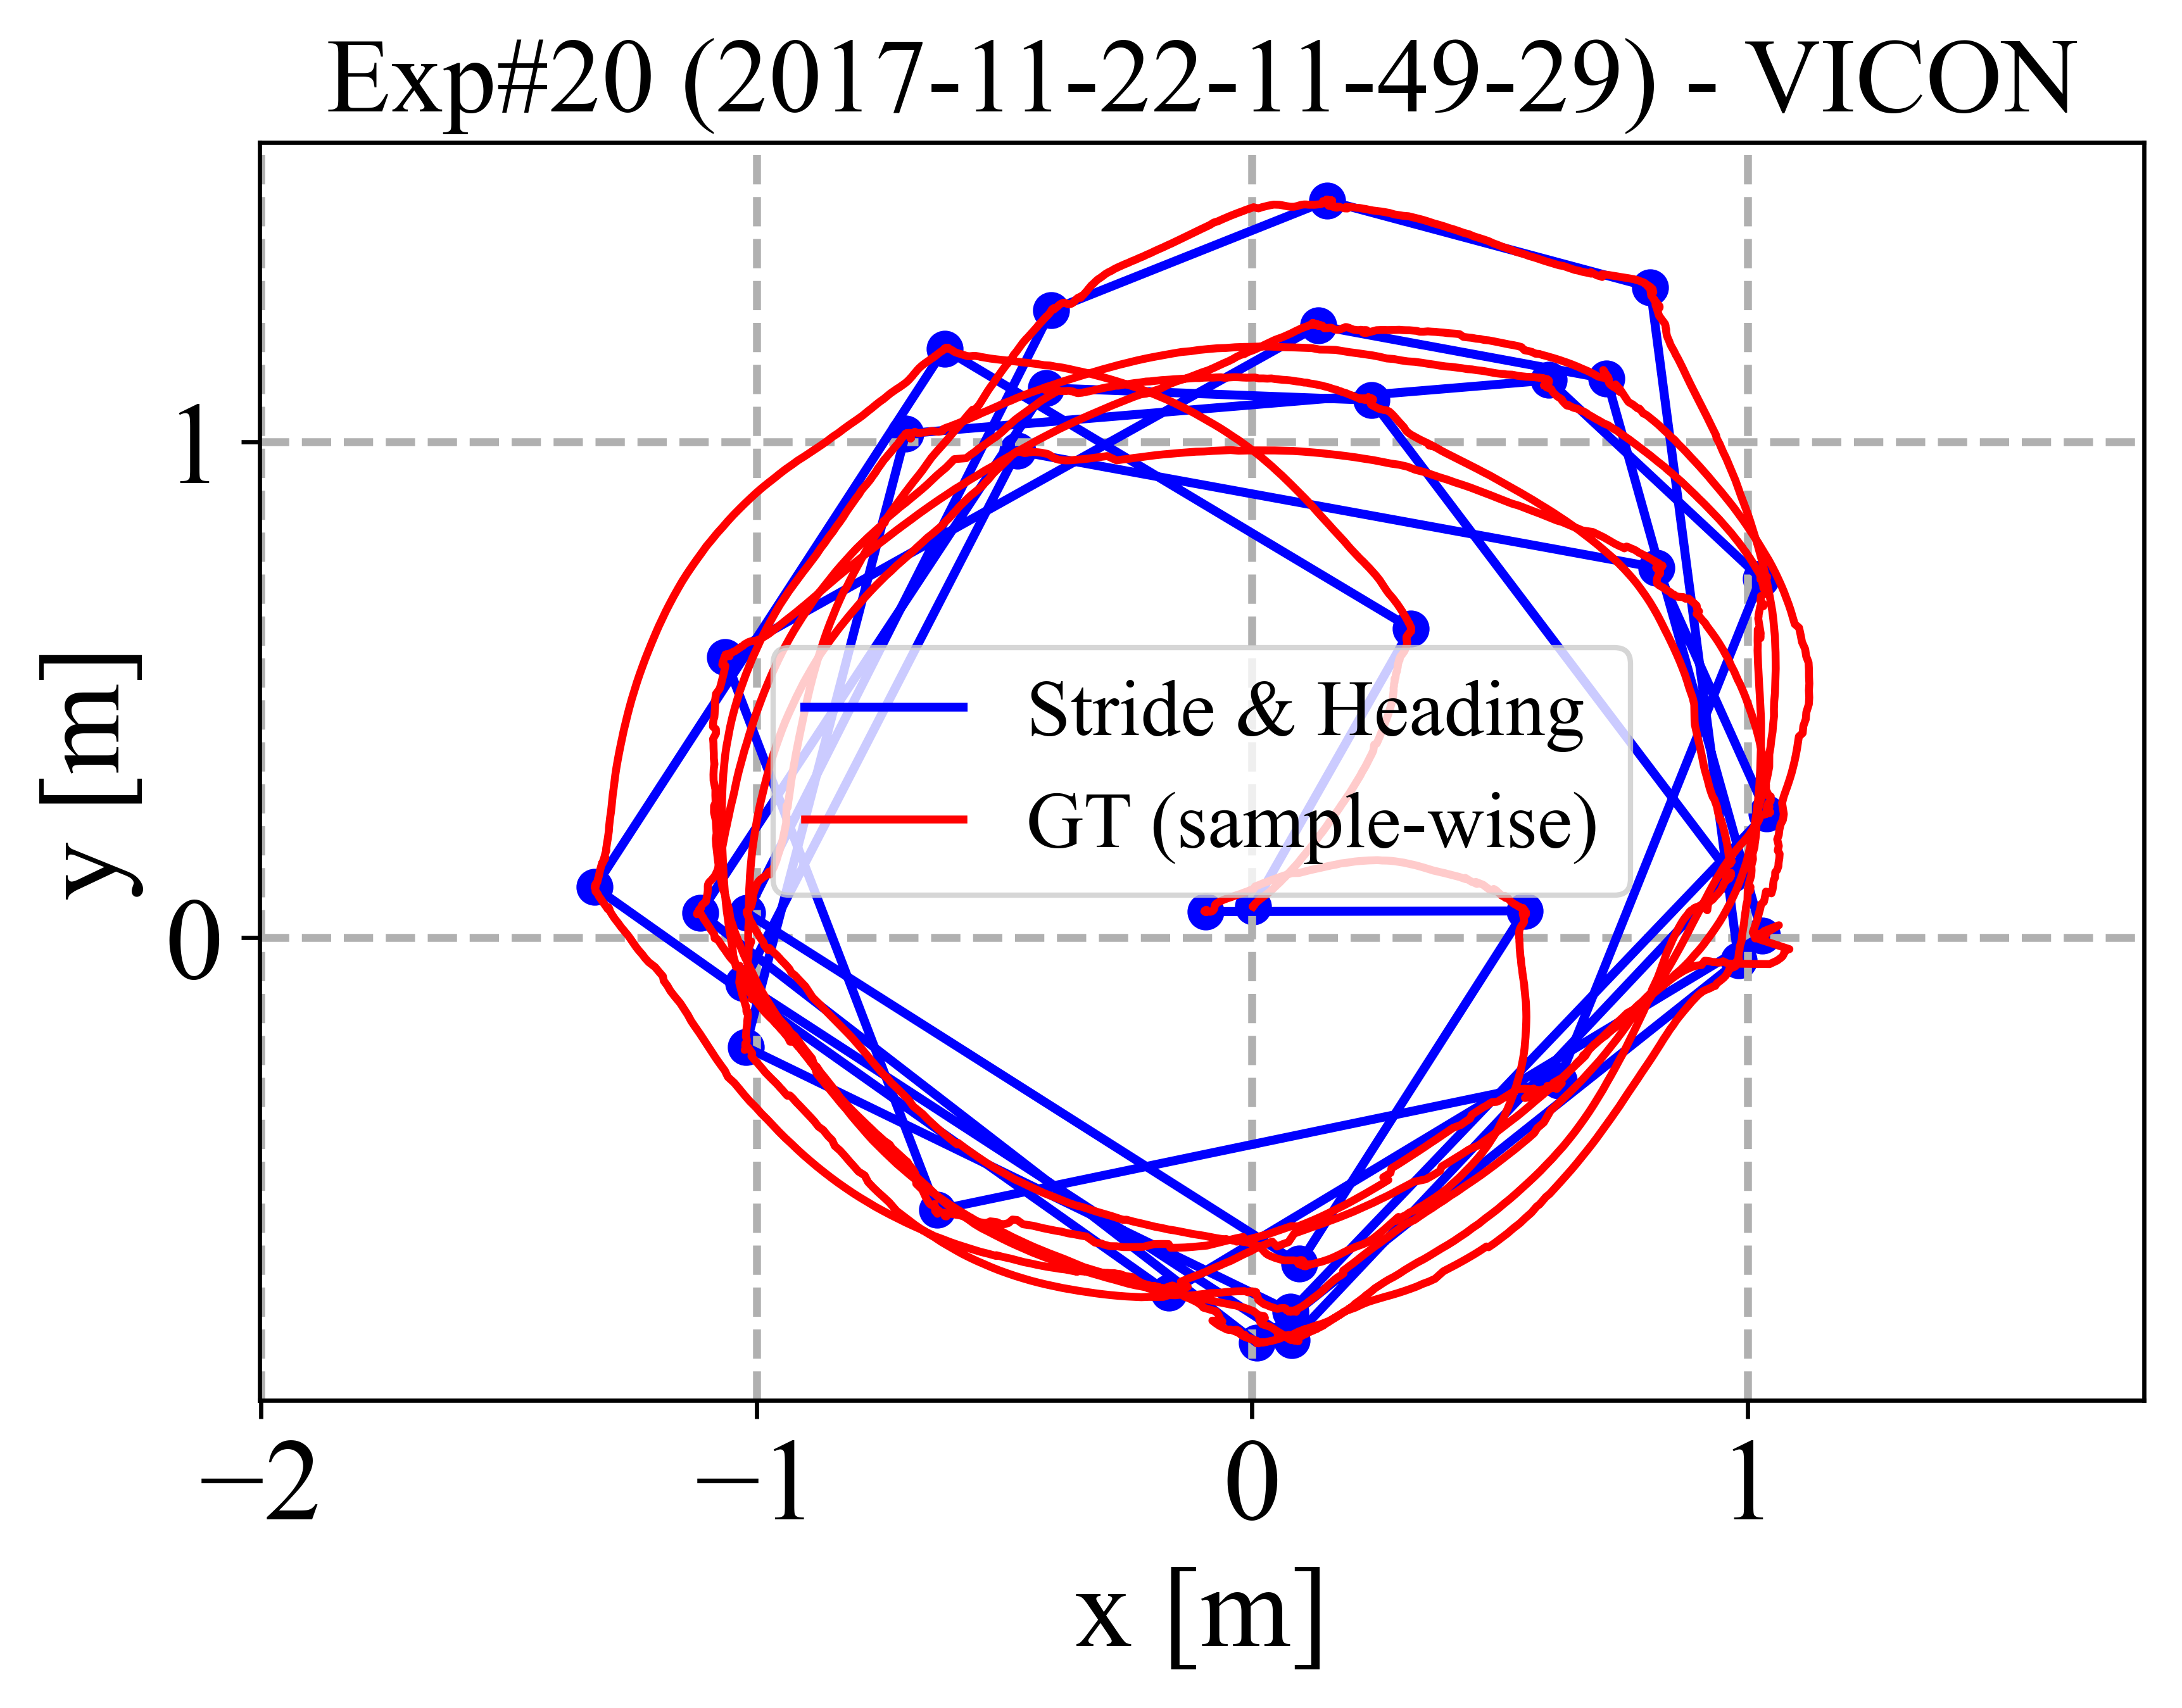 Exp#20 (2017-11-22-11-49-29) - VICON
y [m]
1
0
Stride & Heading
GT (sample-wise)
−2
−1
0
1
x [m]